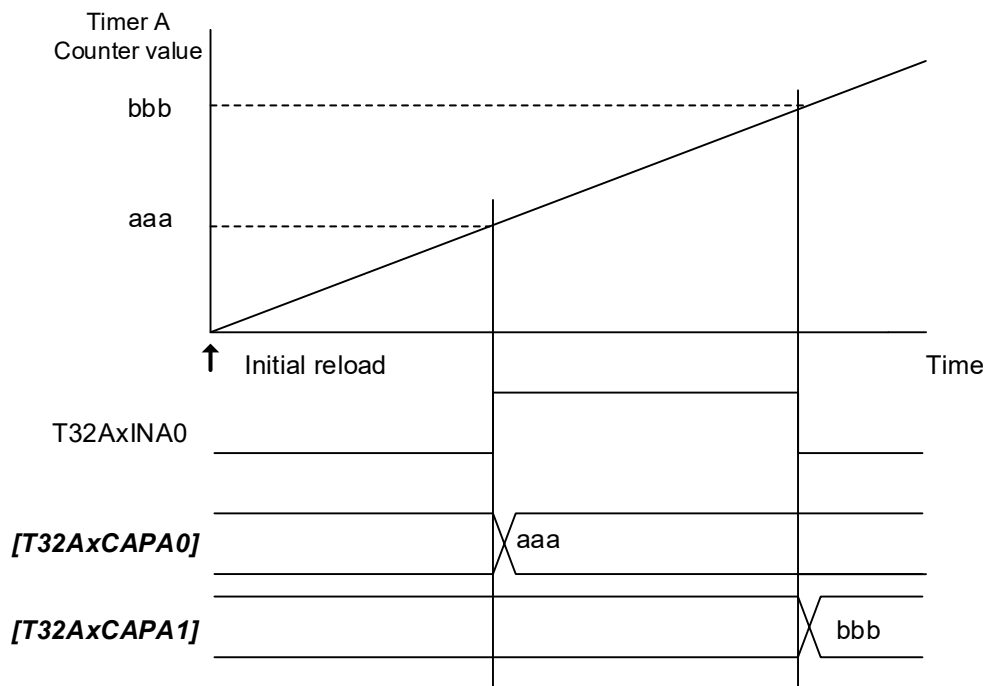 Timer A
Counter value
bbb
aaa
Initial reload
Time
T32AxINA0
[T32AxCAPA0]
aaa
[T32AxCAPA1]
bbb